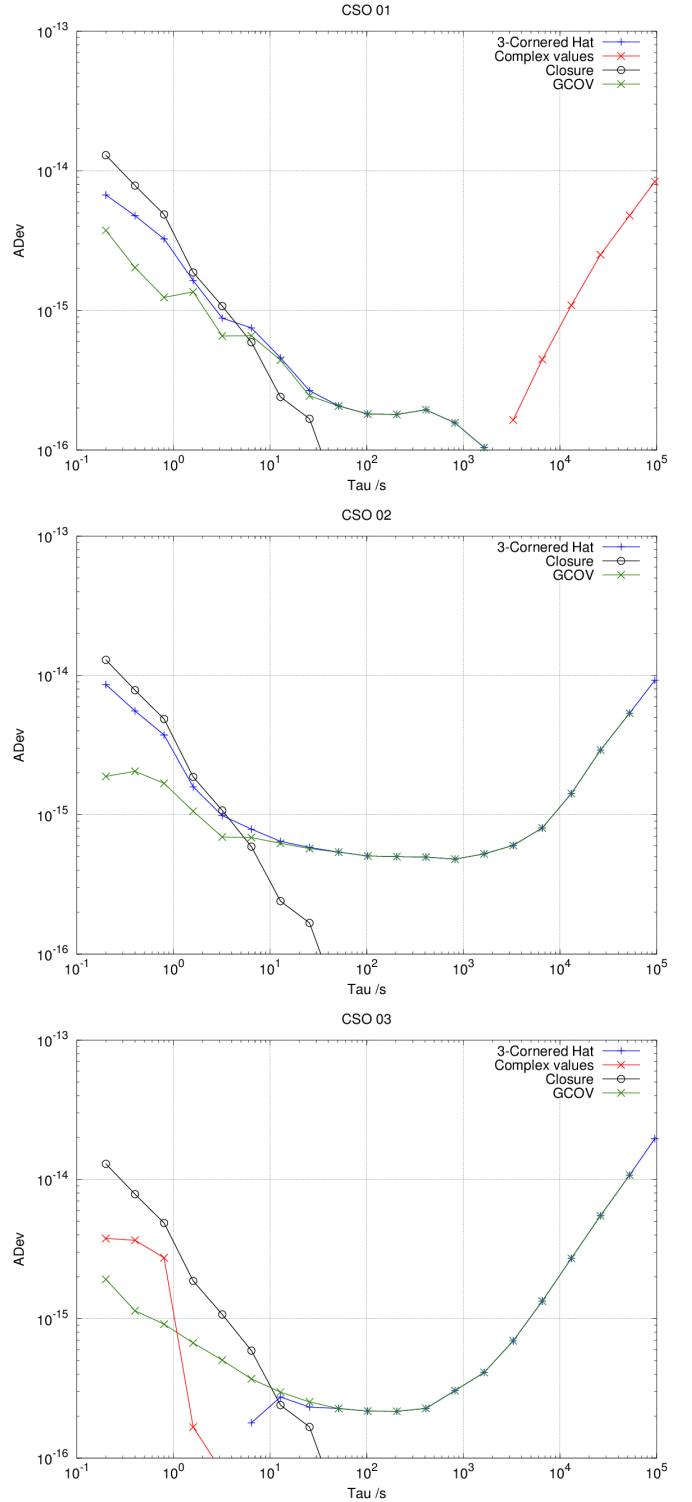 CSO 01
10^-13
3-Cornered Hat
Complex values
Closure
GCOV
10^-14
ADev
10^-15
10^-16
10^-1 10^0 10^1 10^2 10^3 10^4 10^5
Tau /s
CSO 02
10^-13
3-Cornered Hat
Closure
GCOV
10^-14
ADev
10^-15
10^-16
10^-1 10^0 10^1 10^2 10^3 10^4 10^5
Tau /s
CSO 03
10^-13
3-Cornered Hat
Complex values
Closure
GCOV
10^-14
ADev
10^-15
10^-16
10^-1 10^0 10^1 10^2 10^3 10^4 10^5
Tau /s